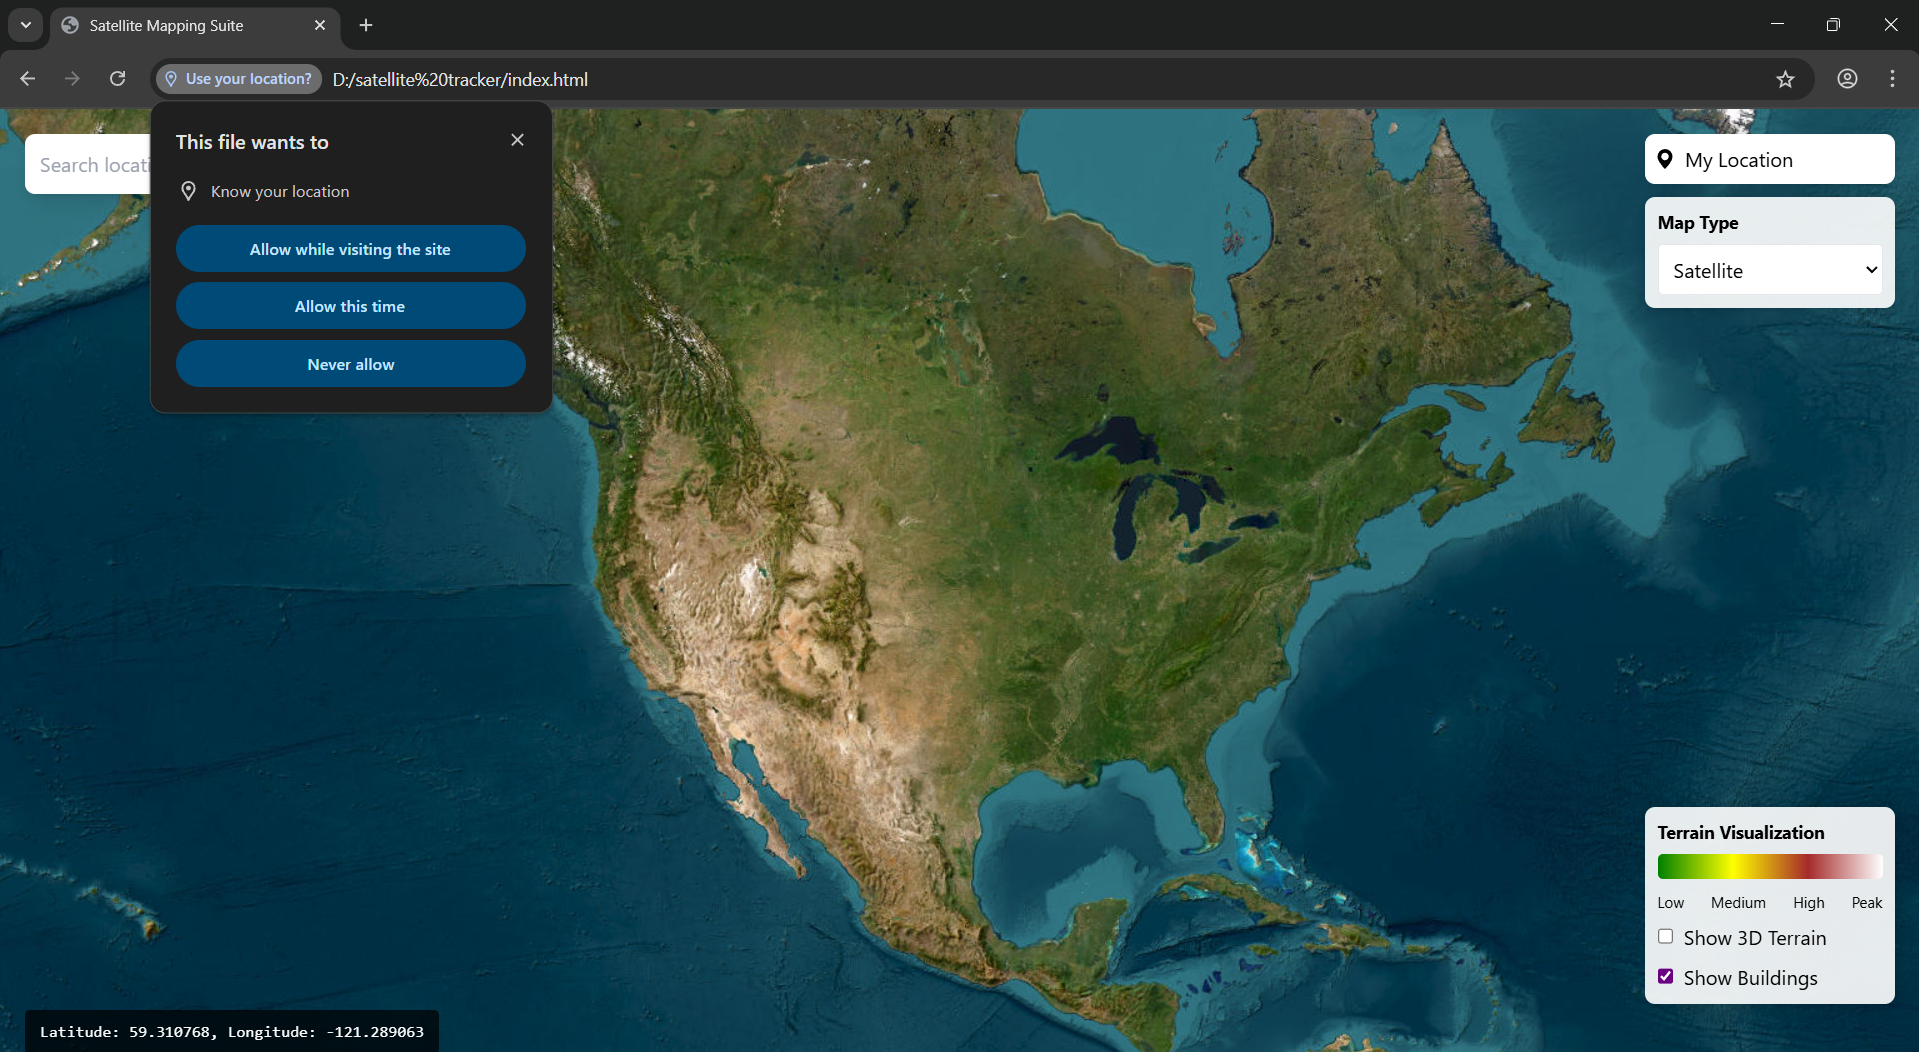 Satellite Mapping Suite
Use your location?
D:/satellite%20tracker/index.html
This file wants to
Know your location
Allow while visiting the site
Allow this time
Never allow
Search locati
My Location
Map Type
Satellite
Terrain Visualization
Low Medium High Peak
Show 3D Terrain
Show Buildings
Latitude: 59.310768, Longitude: -121.289063